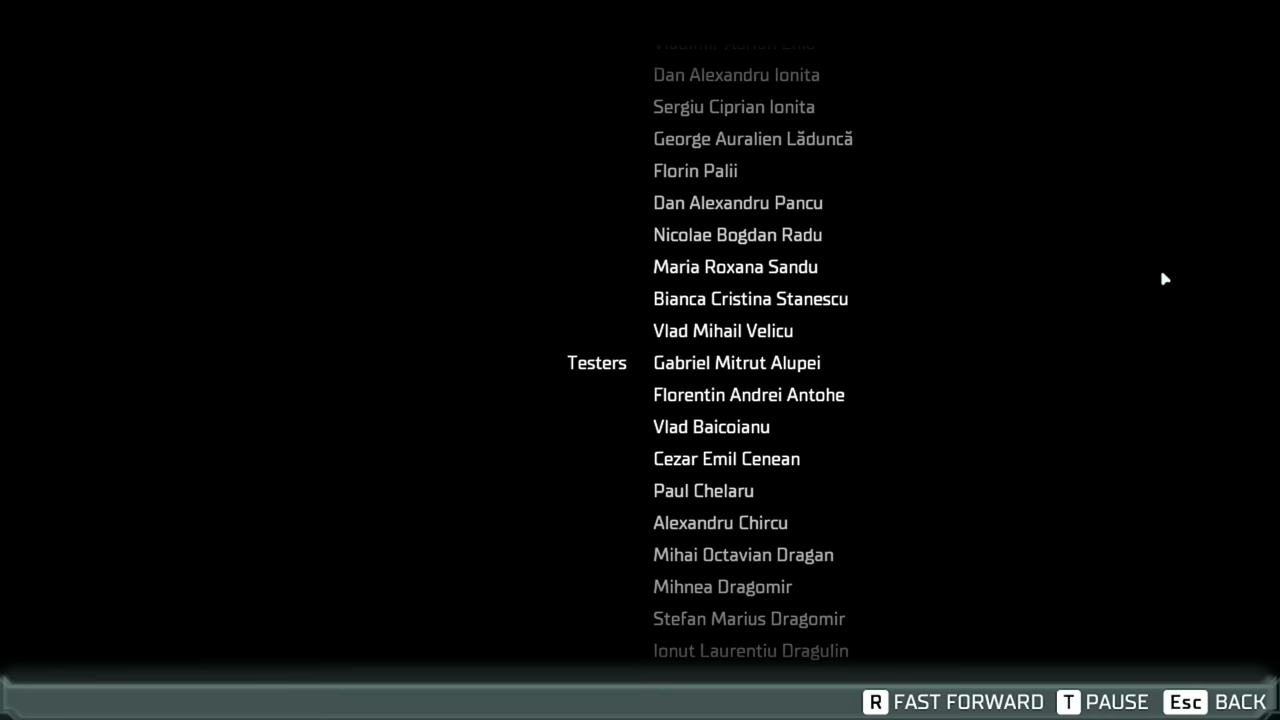 Dan Alexandru Ionita
Sergiu Ciprian Ionita
George Auralien Lăduncă
Florin Palii
Dan Alexandru Pancu
Nicolae Bogdan Radu
Maria Roxana Sandu
Bianca Cristina Stanescu
Vlad Mihail Velicu
Testers Gabriel Mitrut Alupei
Florentin Andrei Antohe
Vlad Baicoianu
Cezar Emil Cenean
Paul Chelaru
Alexandru Chircu
Mihai Octavian Dragan
Mihnea Dragomir
Stefan Marius Dragomir
Ionut Laurentiu Dragulin
R FAST FORWARD T PAUSE Esc BACK